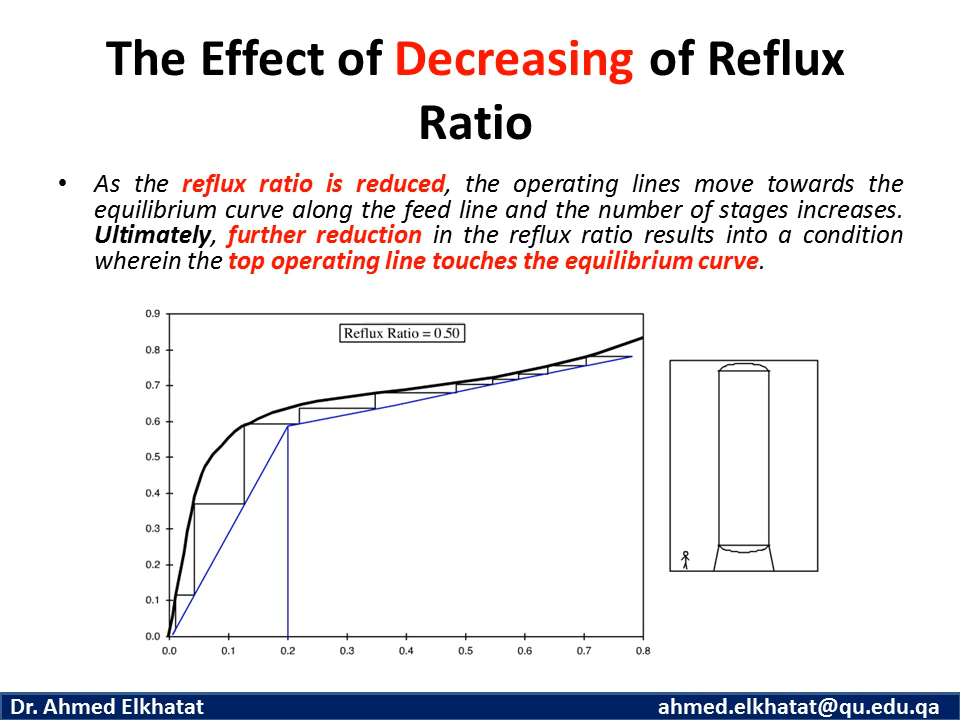 The Effect of Decreasing of Reflux
Ratio
• As the reflux ratio is reduced, the operating lines move towards the
equilibrium curve along the feed line and the number of stages increases.
Ultimately, further reduction in the reflux ratio results into a condition
wherein the top operating line touches the equilibrium curve.
Reflux Ratio = 0.50
0.9
0.8
0.7
0.6
0.5
0.4
0.3
0.2
0.1
0.0
0.0 0.1 0.2 0.3 0.4 0.5 0.6 0.7 0.8
Dr. Ahmed Elkhatat ahmed.elkhatat@qu.edu.qa